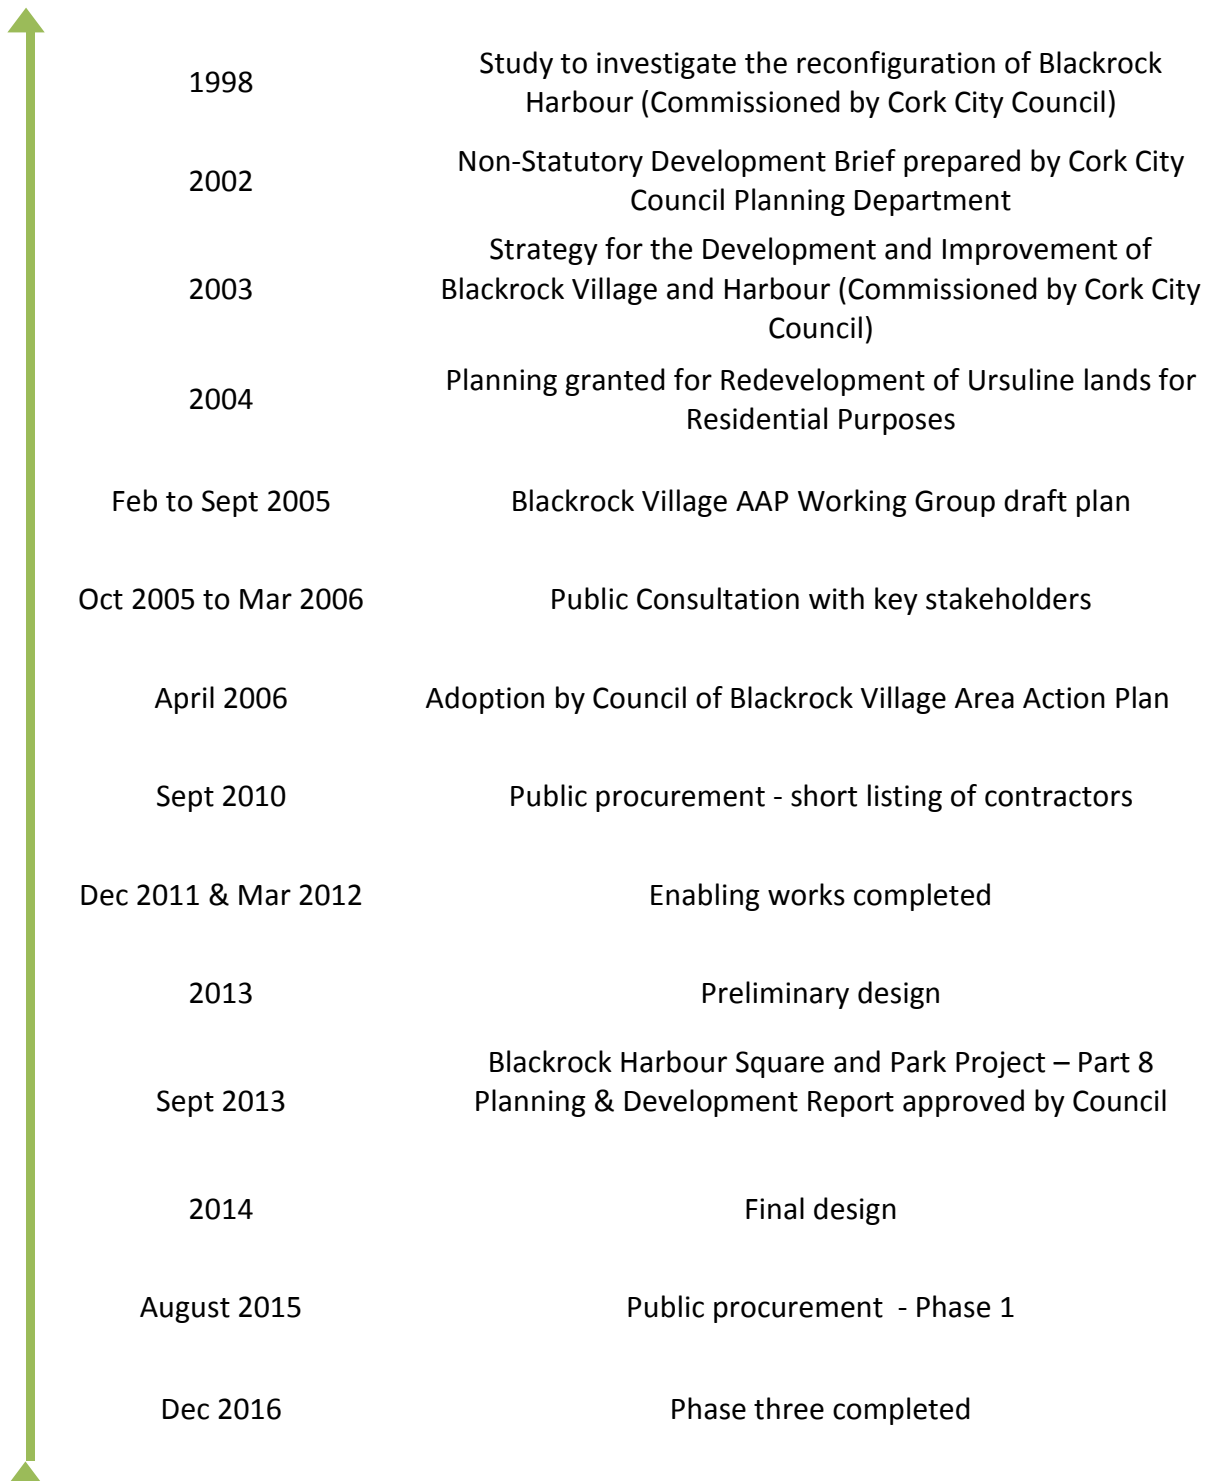 1998
Study to investigate the reconfiguration of Blackrock
Harbour (Commissioned by Cork City Council)
2002
Non-Statutory Development Brief prepared by Cork City
Council Planning Department
2003
Strategy for the Development and Improvement of
Blackrock Village and Harbour (Commissioned by Cork City
Council)
2004
Planning granted for Redevelopment of Ursuline lands for
Residential Purposes
Feb to Sept 2005
Blackrock Village AAP Working Group draft plan
Oct 2005 to Mar 2006
Public Consultation with key stakeholders
April 2006
Adoption by Council of Blackrock Village Area Action Plan
Sept 2010
Public procurement - short listing of contractors
Dec 2011 & Mar 2012
Enabling works completed
2013
Preliminary design
Sept 2013
Blackrock Harbour Square and Park Project – Part 8
Planning & Development Report approved by Council
2014
Final design
August 2015
Public procurement  - Phase 1
Dec 2016
Phase three completed